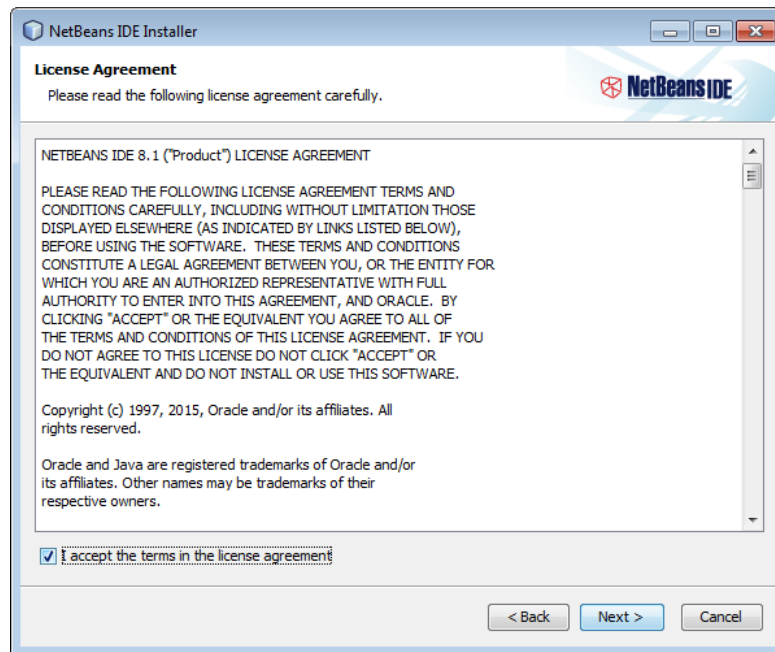 NetBeans IDE Installer
License Agreement
Please read the following license agreement carefully.
NetBeans IDE
NETBEANS IDE 8.1 ("Product") LICENSE AGREEMENT
PLEASE READ THE FOLLOWING LICENSE AGREEMENT TERMS AND
CONDITIONS CAREFULLY, INCLUDING WITHOUT LIMITATION THOSE
DISPLAYED ELSEWHERE (AS INDICATED BY LINKS LISTED BELOW),
BEFORE USING THE SOFTWARE.  THESE TERMS AND CONDITIONS
CONSTITUTE A LEGAL AGREEMENT BETWEEN YOU, OR THE ENTITY FOR
WHICH YOU ARE AN AUTHORIZED REPRESENTATIVE WITH FULL
AUTHORITY TO ENTER INTO THIS AGREEMENT, AND ORACLE.  BY
CLICKING "ACCEPT" OR THE EQUIVALENT YOU AGREE TO ALL OF
THE TERMS AND CONDITIONS OF THIS LICENSE AGREEMENT.  IF YOU
DO NOT AGREE TO THIS LICENSE DO NOT CLICK "ACCEPT" OR
THE EQUIVALENT AND DO NOT INSTALL OR USE THIS SOFTWARE.
Copyright (c) 1997, 2015, Oracle and/or its affiliates. All
rights reserved.
Oracle and Java are registered trademarks of Oracle and/or
its affiliates. Other names may be trademarks of their
respective owners.
I accept the terms in the license agreement
< Back
Next >
Cancel